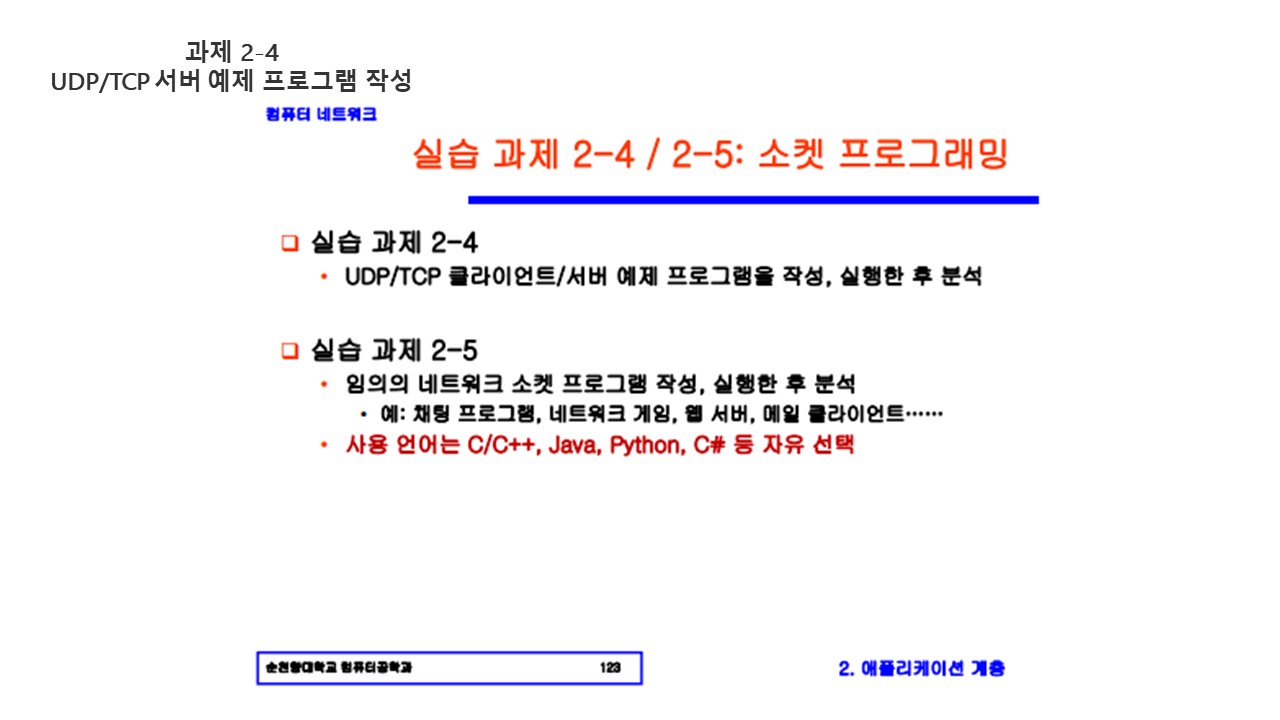 과제 2-4
UDP/TCP 서버 예제 프로그램 작성
컴퓨터 네트워크
실습 과제 2-4 / 2-5: 소켓 프로그래밍
❑ 실습 과제 2-4
• UDP/TCP 클라이언트/서버 예제 프로그램을 작성, 실행한 후 분석
❑ 실습 과제 2-5
• 임의의 네트워크 소켓 프로그램 작성, 실행한 후 분석
• 예: 채팅 프로그램, 네트워크 게임, 웹 서버, 메일 클라이언트……
• 사용 언어는 C/C++, Java, Python, C# 등 자유 선택
순천향대학교 컴퓨터공학과 123
2. 애플리케이션 계층